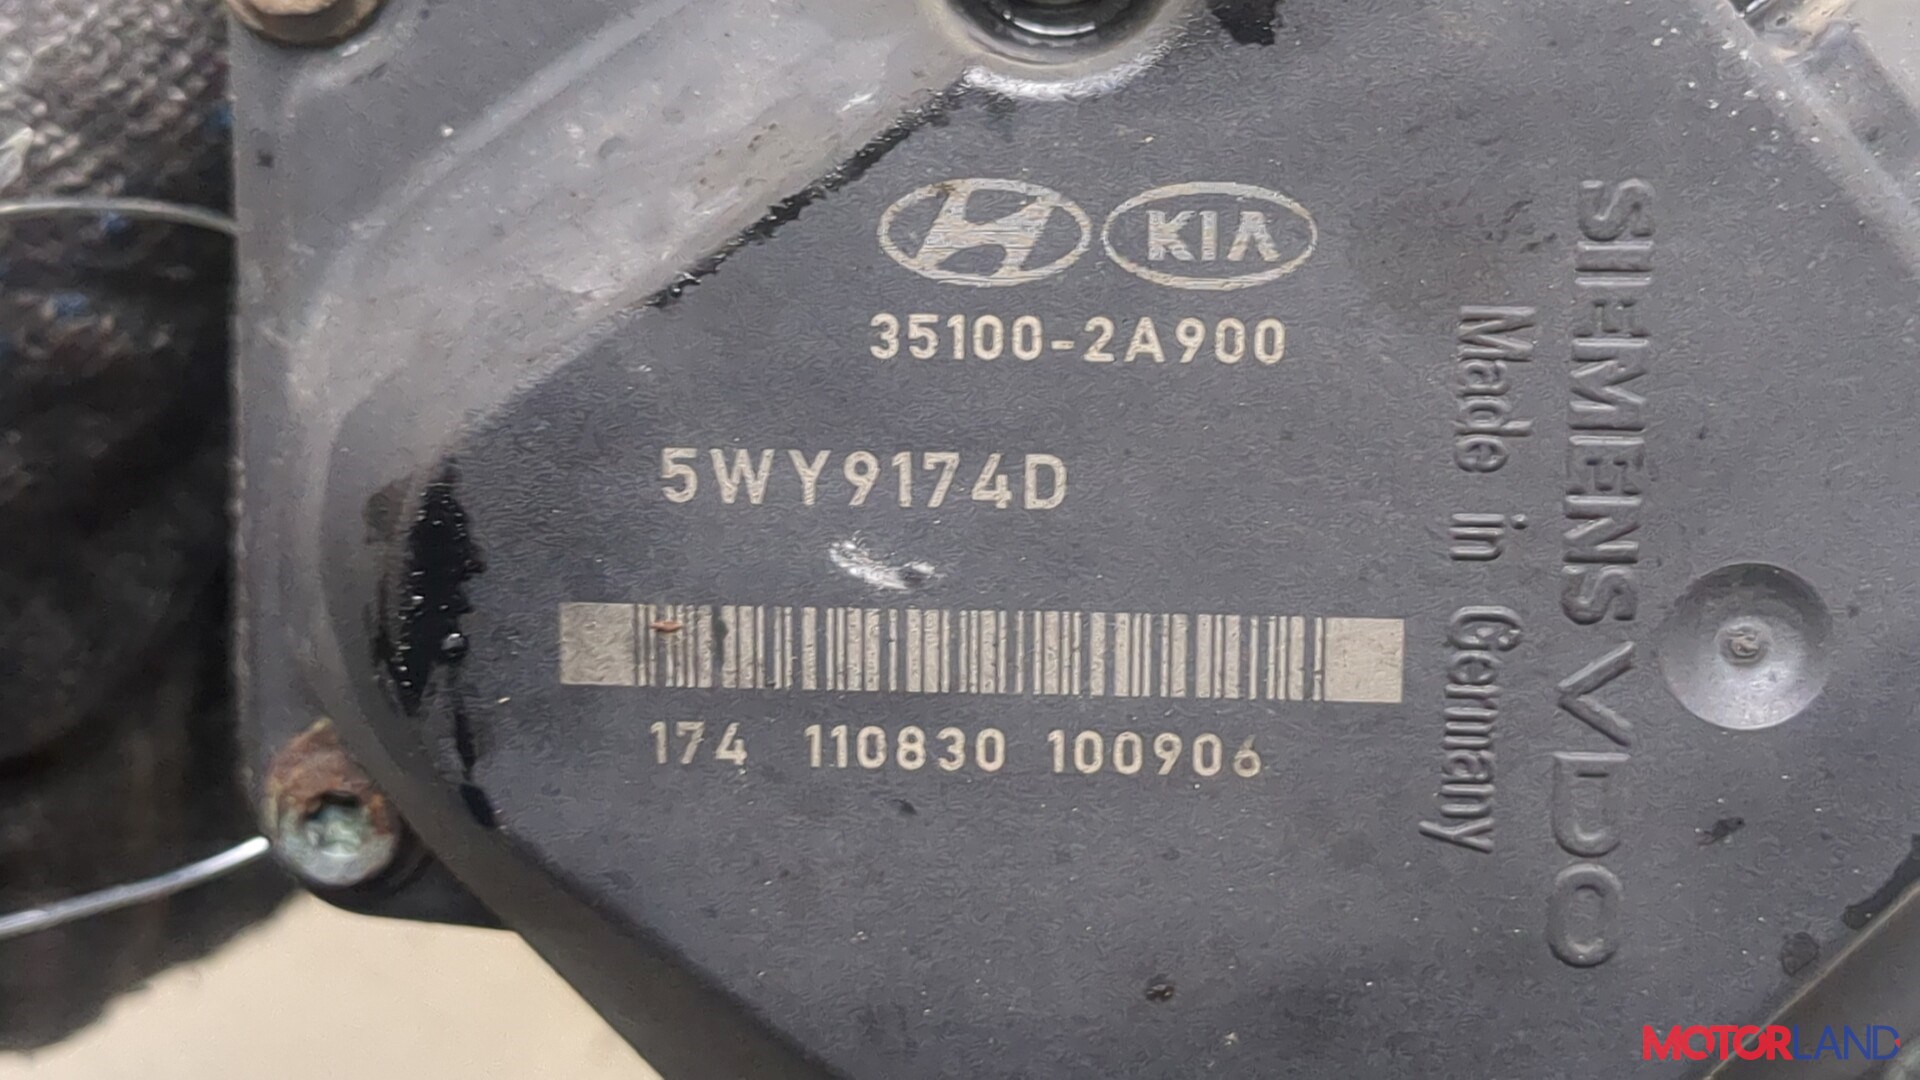 KIA
35100-2A900
5WY9174D
174 110830 100906
SIEMENS VDO
Made in Germany
MOTORLAND